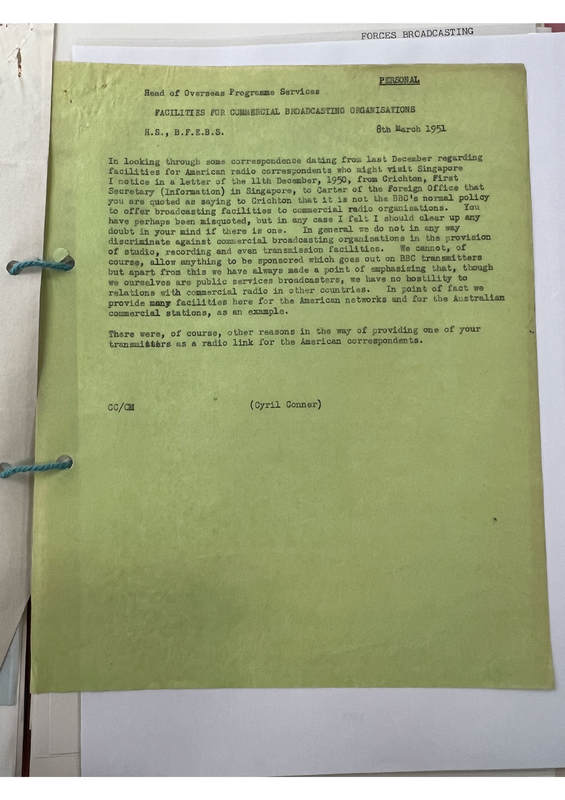 FORCES BROADCASTING
PERSONAL
Head of Overseas Programme Services
FACILITIES FOR COMMERCIAL BROADCASTING ORGANISATIONS
H.S., B.F.E.B.S.
8th March 1951
In looking through some correspondence dating from last December regarding
facilities for American radio correspondents who might visit Singapore
I notice in a letter of the 11th December, 1950, from Crichton, First
Secretary (Information) in Singapore, to Carter of the Foreign Office that
you are quoted as saying to Crichton that it is not the BBC's normal policy
to offer broadcasting facilities to commercial radio organisations. You
have perhaps been misquoted, but in any case I felt I should clear up any
doubt in your mind if there is one. In general we do not in any way
discriminate against commercial broadcasting organisations in the provision
of studio, recording and even transmission facilities. We cannot, of
course, allow anything to be sponsored which goes out on BBC transmitters
but apart from this we have always made a point of emphasising that, though
we ourselves are public services broadcasters, we have no hostility to
relations with commercial radio in other countries. In point of fact we
provide many facilities here for the American networks and for the Australian
commercial stations, as an example.
There were, of course, other reasons in the way of providing one of your
transmitters as a radio link for the American correspondents.
CC/GM
(Cyril Conner)